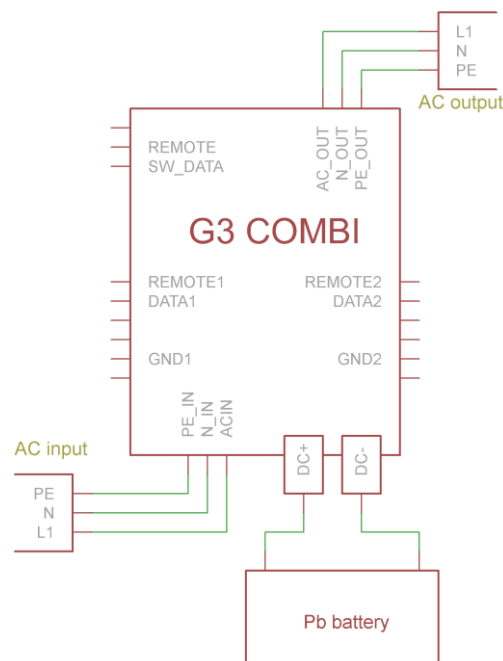 L1
N
PE
AC output
AC_OUT
N_OUT
PE_OUT
REMOTE
SW_DATA
G3 COMBI
REMOTE1
DATA1
GND1
REMOTE2
DATA2
GND2
PE_IN
N_IN
ACIN
DC+
DC-
AC input
PE
N
L1
Pb battery